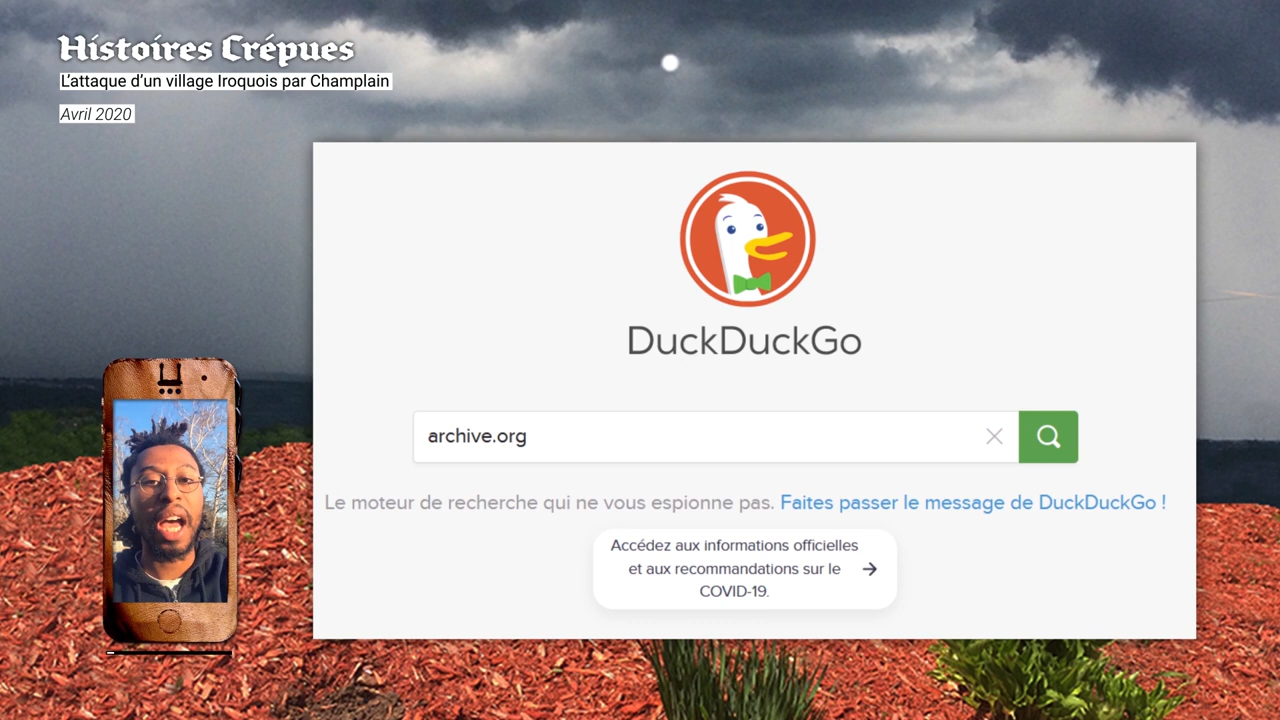 Histoires Crépues
L'attaque d'un village Iroquois par Champlain
Avril 2020
DuckDuckGo
archive.org
Le moteur de recherche qui ne vous espionne pas. Faites passer le message de DuckDuckGo !
Accédez aux informations officielles
et aux recommandations sur le
COVID-19.